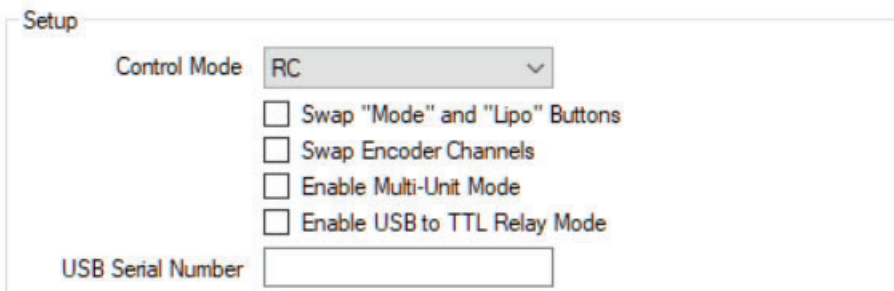 Setup
Control Mode RC
Swap "Mode" and "Lipo" Buttons
Swap Encoder Channels
Enable Multi-Unit Mode
Enable USB to TTL Relay Mode
USB Serial Number